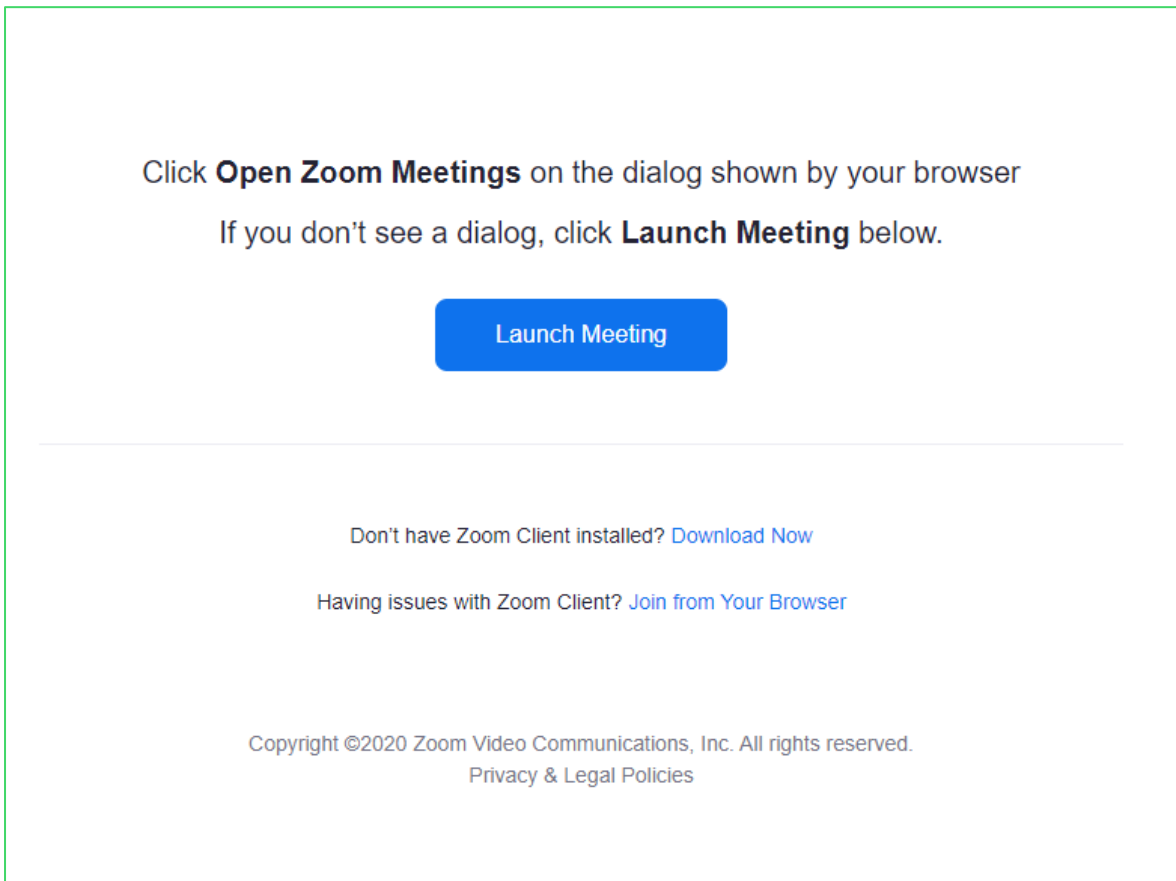 Click Open Zoom Meetings on the dialog shown by your browser
If you don’t see a dialog, click Launch Meeting below.
Launch Meeting
Don’t have Zoom Client installed? Download Now
Having issues with Zoom Client? Join from Your Browser
Copyright ©2020 Zoom Video Communications, Inc. All rights reserved.
Privacy & Legal Policies